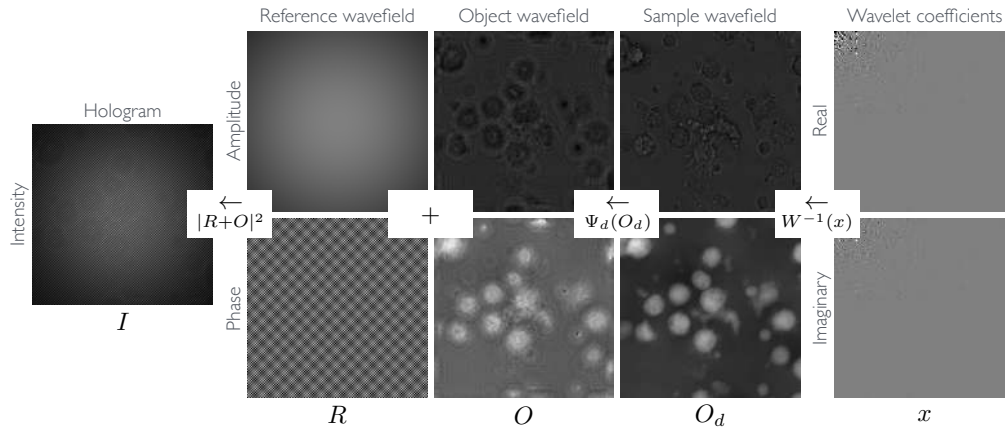 Reference wavefield Object wavefield Sample wavefield Wavelet coefficients
Hologram
Intensity
Amplitude
Real
←
|R+O|²
+
←
Ψ_d(O_d)
←
W⁻¹(x)
Phase
Imaginary
I
R O O_d x